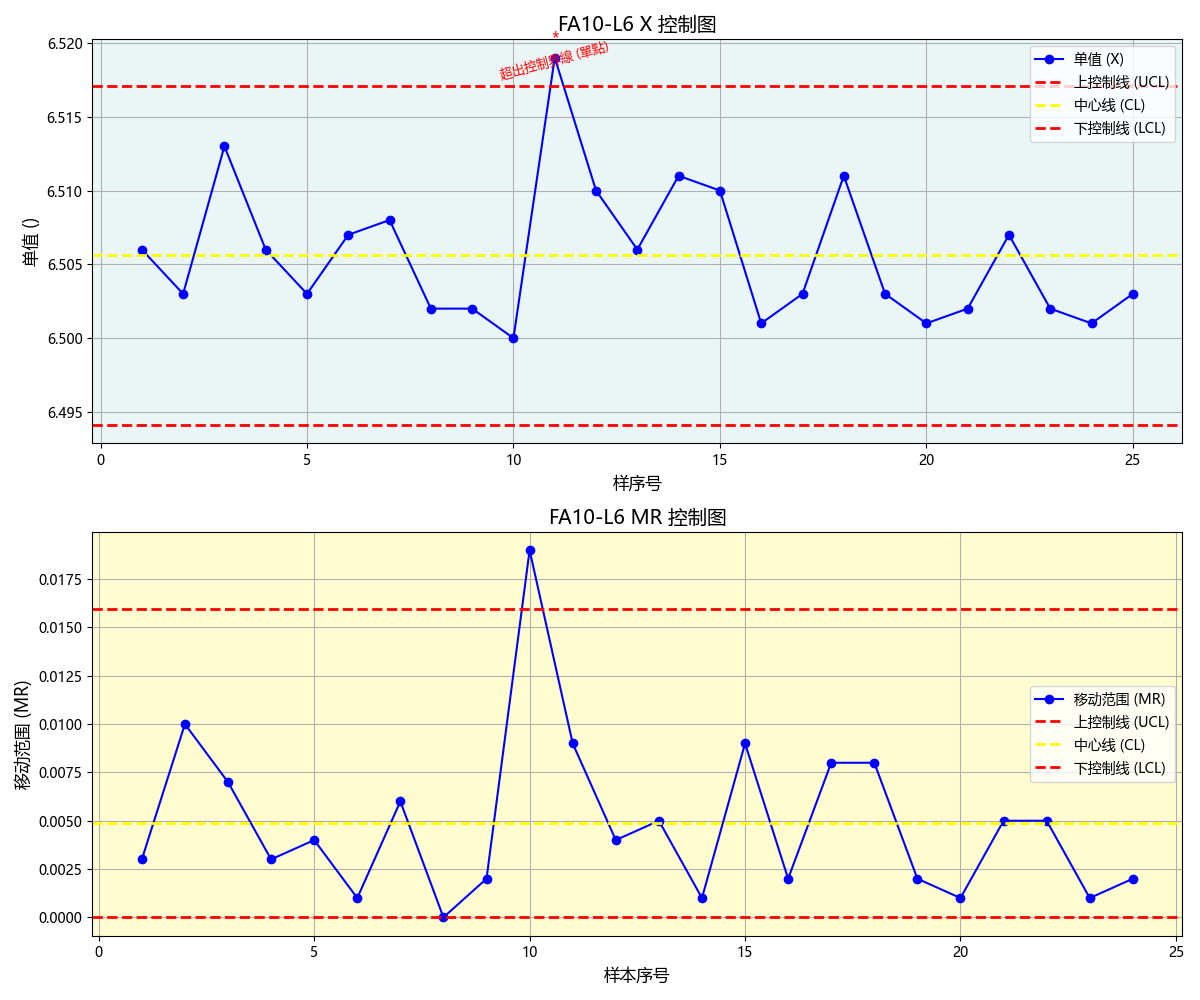 FA10-L6 X 控制图
*
超出控制界線 (單點)
单值 (X)
上控制线 (UCL)
中心线 (CL)
下控制线 (LCL)
单值 ()
6.520
6.515
6.510
6.505
6.500
6.495
0 5 10 15 20 25
样序号
FA10-L6 MR 控制图
移动范围 (MR)
上控制线 (UCL)
中心线 (CL)
下控制线 (LCL)
移动范围 (MR)
0.0175
0.0150
0.0125
0.0100
0.0075
0.0050
0.0025
0.0000
0 5 10 15 20 25
样本序号